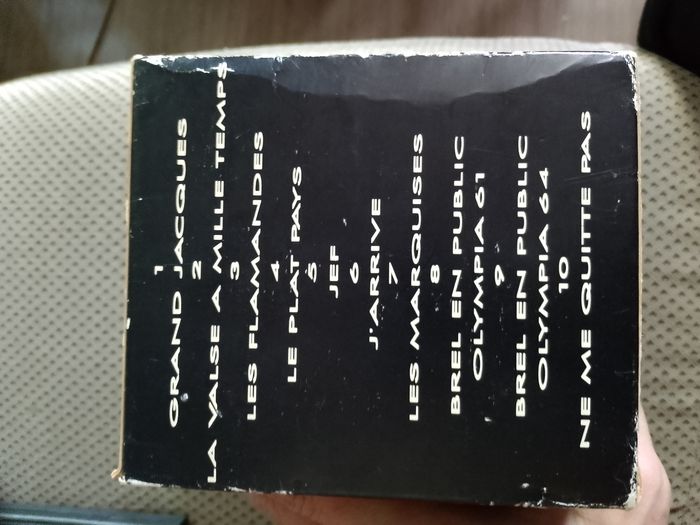 1
GRAND JACQUES
2
LA VALSE A MILLE TEMPS
3
LES FLAMANDES
4
LE PLAT PAYS
5
JEF
6
J'ARRIVE
7
LES MARQUISES
8
BREL EN PUBLIC
OLYMPIA 61
9
BREL EN PUBLIC
OLYMPIA 64
10
NE ME QUITTE PAS